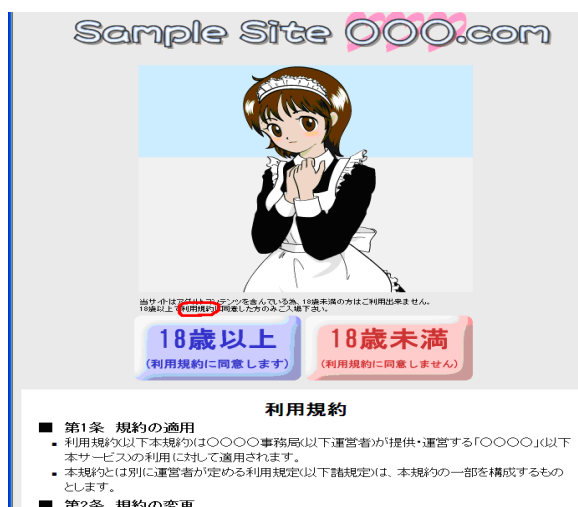 Sample Site OOO.com
当サイトはアダルトコンテンツを含んでいる為、18歳未満の方はご利用出来ません。
18歳以上で利用規約に同意した方のみご入場下さい。
18歳以上
(利用規約に同意します)
18歳未満
(利用規約に同意しません)
利用規約
■ 第1条 規約の適用
▪ 利用規約(以下本規約)は〇〇〇〇事務局(以下運営者)が提供・運営する「〇〇〇〇」(以下
本サービス)の利用に対して適用されます。
▪ 本規約とは別に運営者が定める利用規定(以下諸規定)は、本規約の一部を構成するもの
とします。
■ 第2条 規約の変更